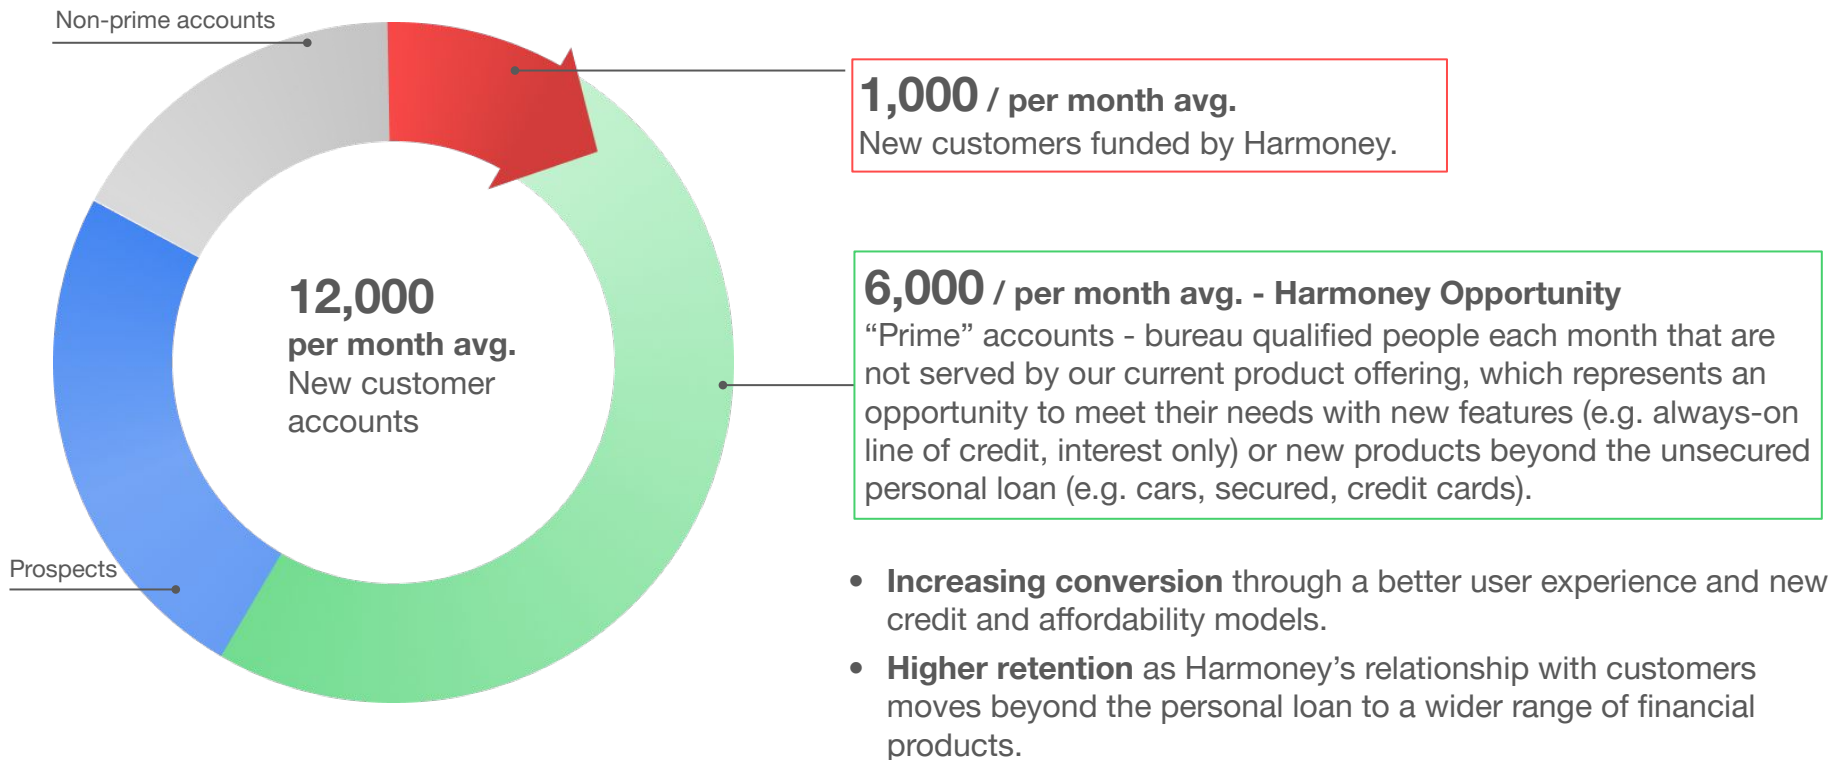 Non-prime accounts
1,000 / per month avg.
New customers funded by Harmoney.
12,000
per month avg.
New customer
accounts
6,000 / per month avg. - Harmoney Opportunity
“Prime” accounts - bureau qualified people each month that are
not served by our current product offering, which represents an
opportunity to meet their needs with new features (e.g. always-on
line of credit, interest only) or new products beyond the unsecured
personal loan (e.g. cars, secured, credit cards).
Prospects
• Increasing conversion through a better user experience and new
credit and affordability models.
• Higher retention as Harmoney’s relationship with customers
moves beyond the personal loan to a wider range of financial
products.